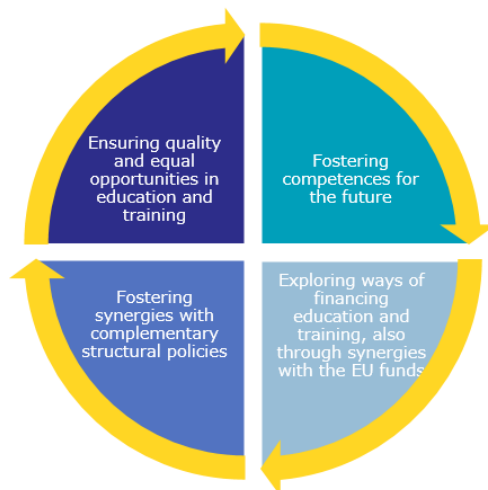 Ensuring quality
and equal
opportunities in
education and
training
Fostering
competences for
the future
Fostering
synergies with
complementary
structural policies
Exploring ways of
financing
education and
training, also
through synergies
with the EU funds